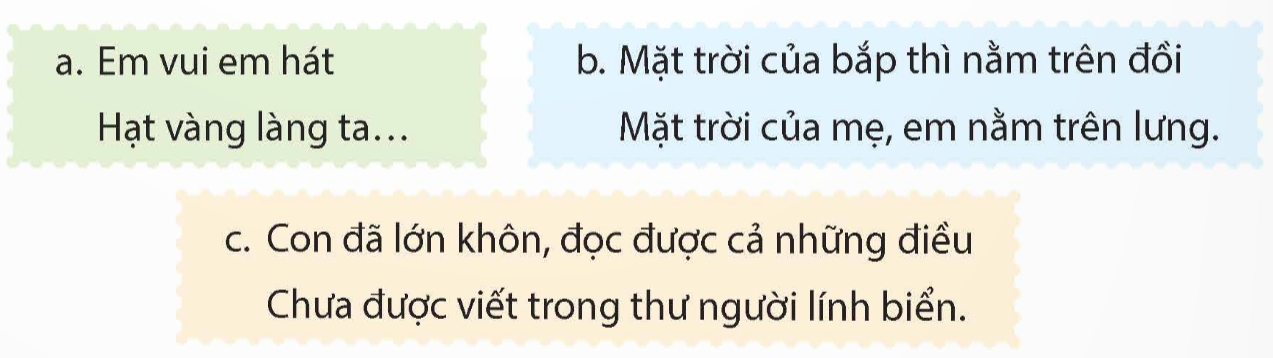 a. Em vui em hát
Hạt vàng làng ta...
b. Mặt trời của bắp thì nằm trên đồi
Mặt trời của mẹ, em nằm trên lưng.
c. Con đã lớn khôn, đọc được cả những điều
Chưa được viết trong thư người lính biển.